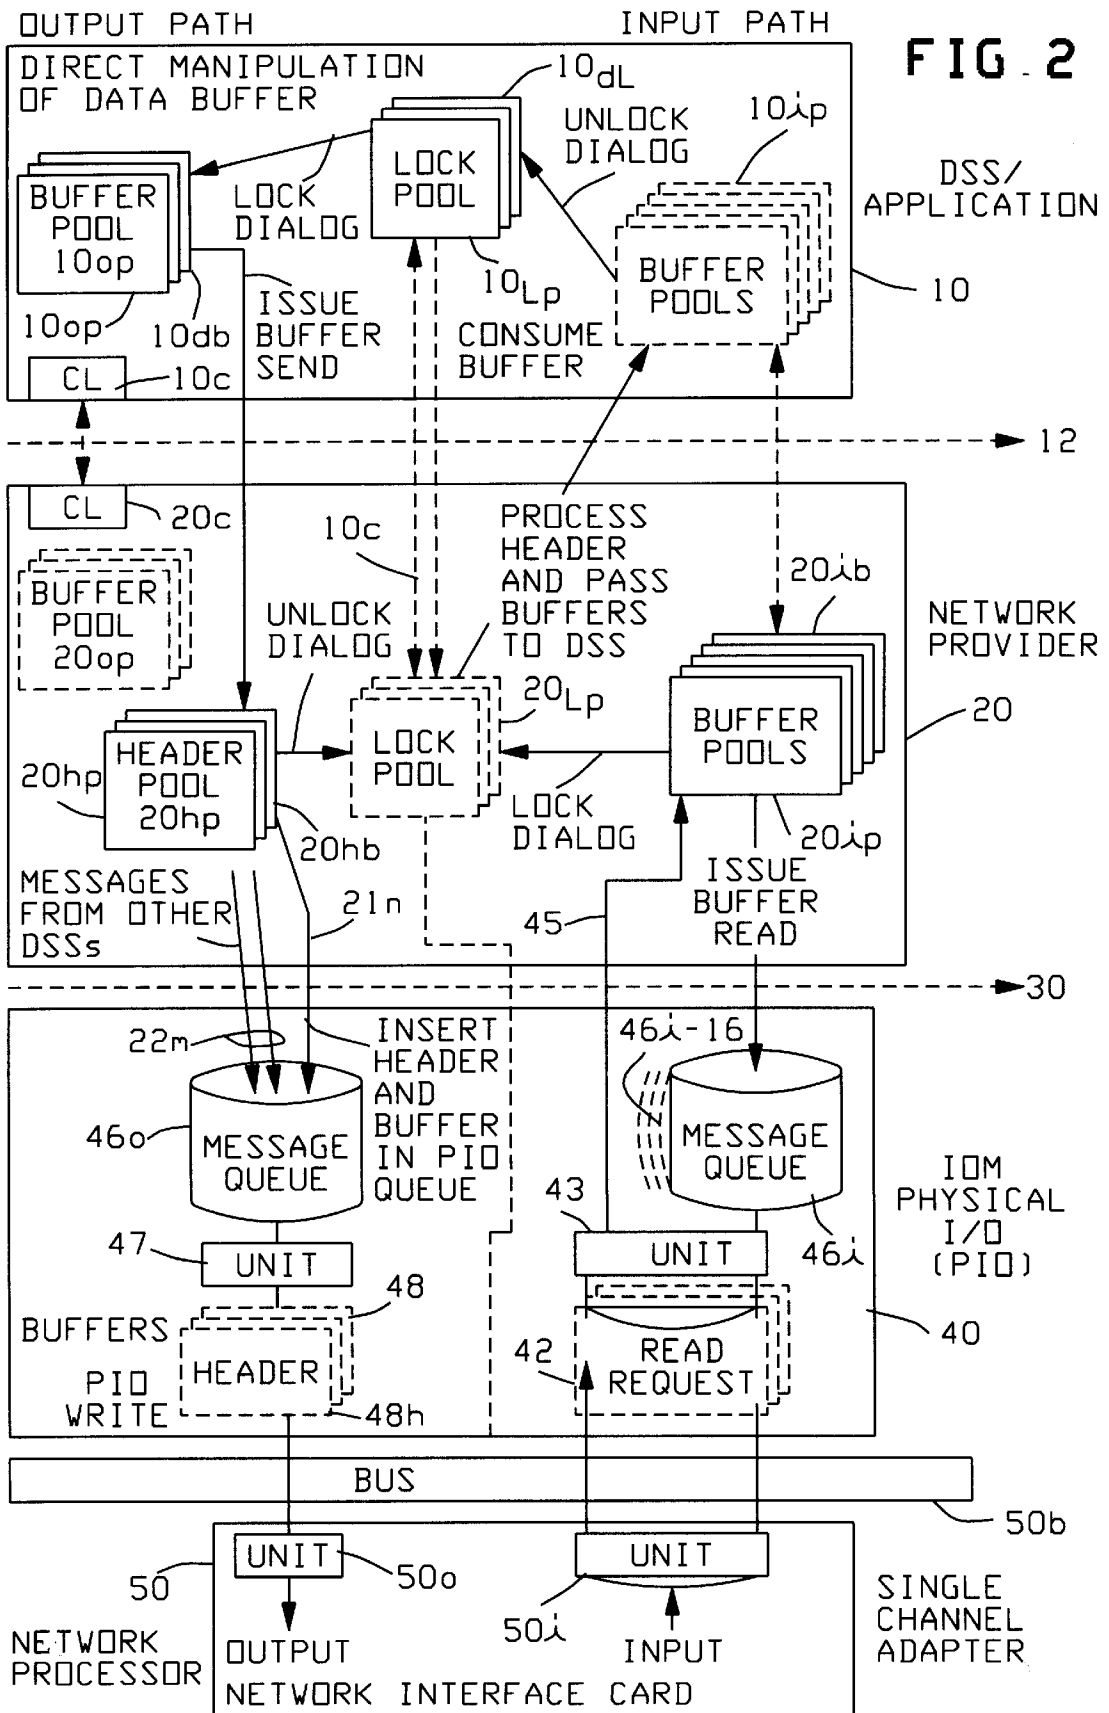 OUTPUT PATH
INPUT PATH
FIG. 2
DIRECT MANIPULATION
OF DATA BUFFER
10dL
UNLOCK
DIALOG
10ip
DSS/
APPLICATION
LOCK
POOL
LOCK
DIALOG
BUFFER
POOL
10op
BUFFER
POOLS
10
10Lp
10op
10db
ISSUE
BUFFER
SEND
CONSUME
BUFFER
CL
10c
12
CL
20c
10c
PROCESS
HEADER
AND PASS
BUFFERS
TO DSS
20ib
NETWORK
PROVIDER
BUFFER
POOL
20op
UNLOCK
DIALOG
20Lp
20
LOCK
POOL
BUFFER
POOLS
HEADER
POOL
20hp
20hp
20hb
LOCK
DIALOG
20ip
MESSAGES
FROM OTHER
DSSs
21n
45
ISSUE
BUFFER
READ
30
22m
INSERT
HEADER
AND
BUFFER
IN PIO
QUEUE
46i-16
46o
MESSAGE
QUEUE
MESSAGE
QUEUE
IOM
PHYSICAL
I/O
(PIO)
43
46i
47
UNIT
UNIT
48
BUFFERS
40
HEADER
42
READ
REQUEST
PIO
WRITE
48h
BUS
50b
UNIT
50o
UNIT
50
50i
SINGLE
CHANNEL
ADAPTER
NETWORK
PROCESSOR
OUTPUT
INPUT
NETWORK INTERFACE CARD